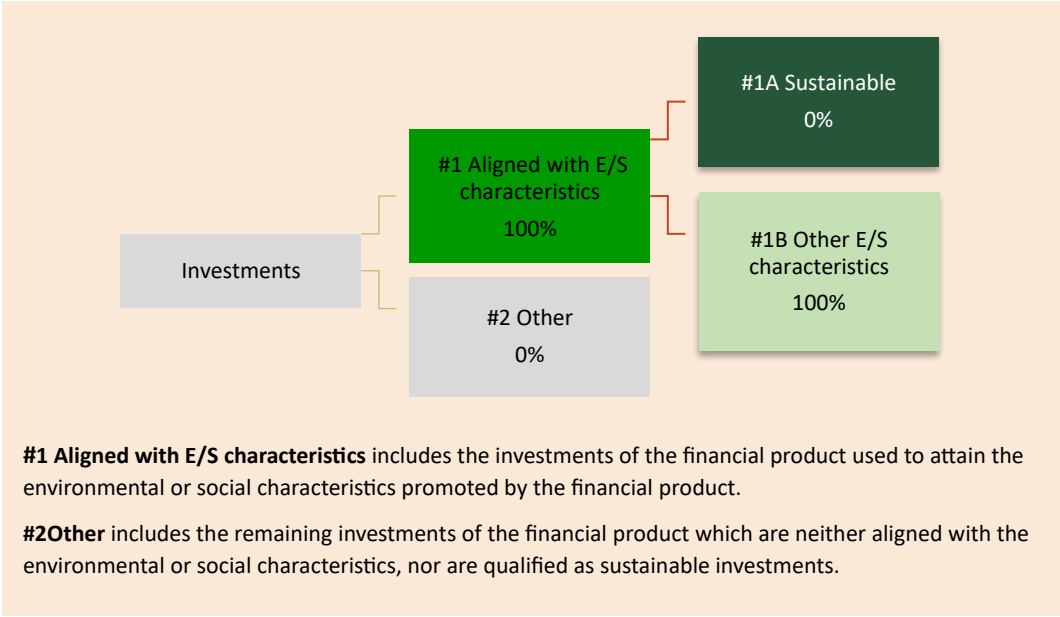 #1A Sustainable
0%
#1 Aligned with E/S
characteristics
100%
#1B Other E/S
characteristics
100%
Investments
#2 Other
0%
#1 Aligned with E/S characteristics includes the investments of the financial product used to attain the
environmental or social characteristics promoted by the financial product.
#2Other includes the remaining investments of the financial product which are neither aligned with the
environmental or social characteristics, nor are qualified as sustainable investments.